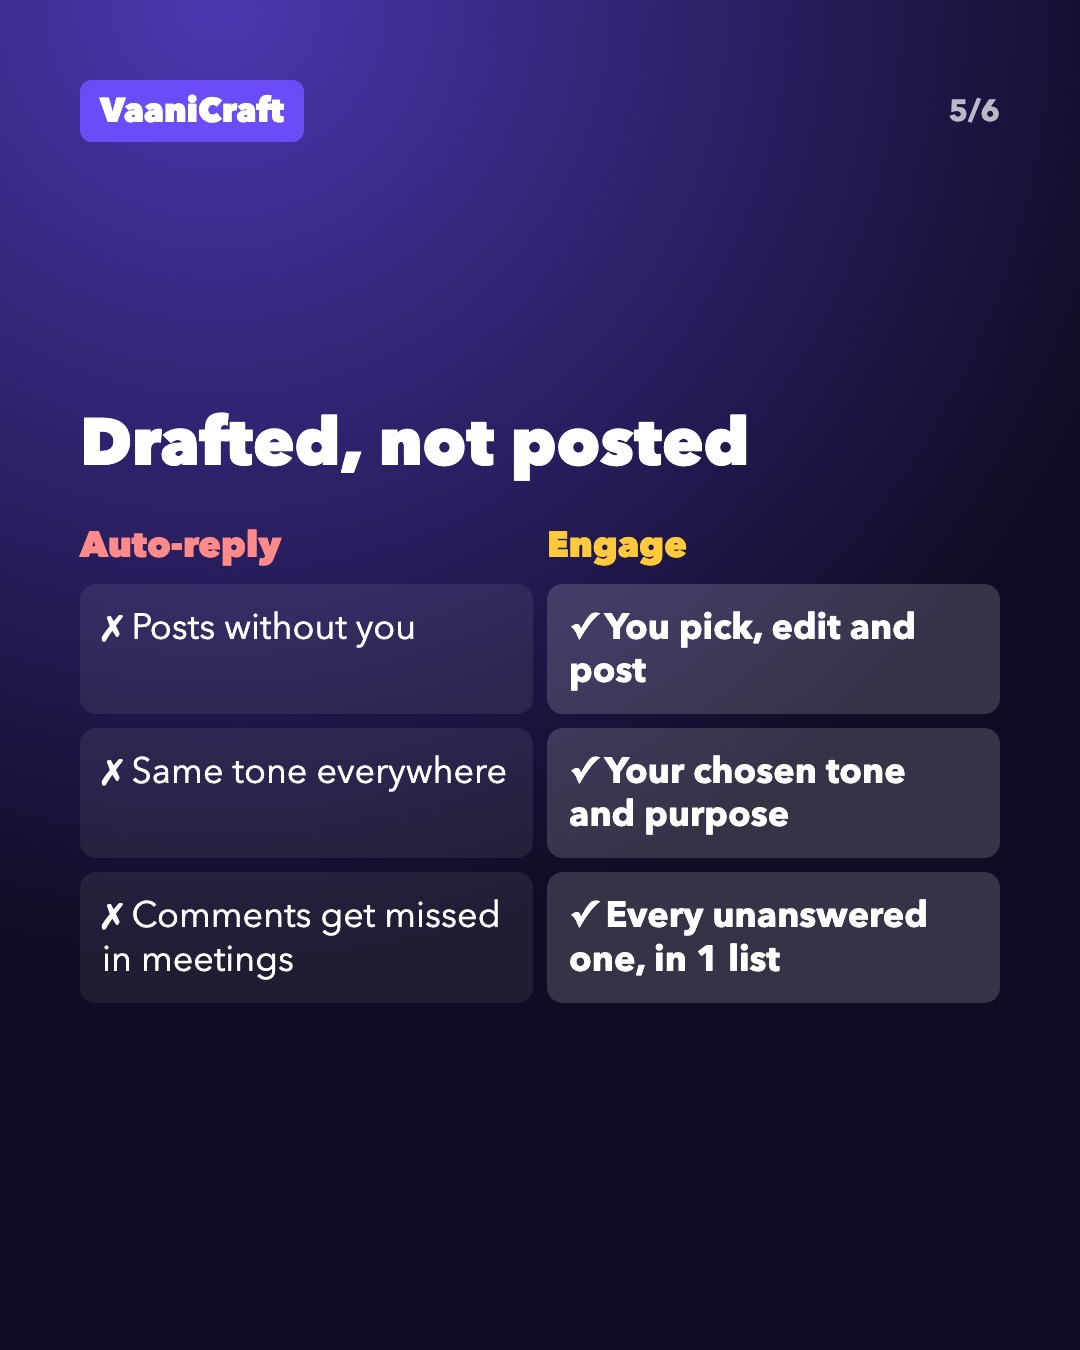 VaaniCraft
5/6
Drafted, not posted
Auto-reply
Engage
✗ Posts without you
✓ You pick, edit and
post
✗ Same tone everywhere
✓ Your chosen tone
and purpose
✗ Comments get missed
in meetings
✓ Every unanswered
one, in 1 list